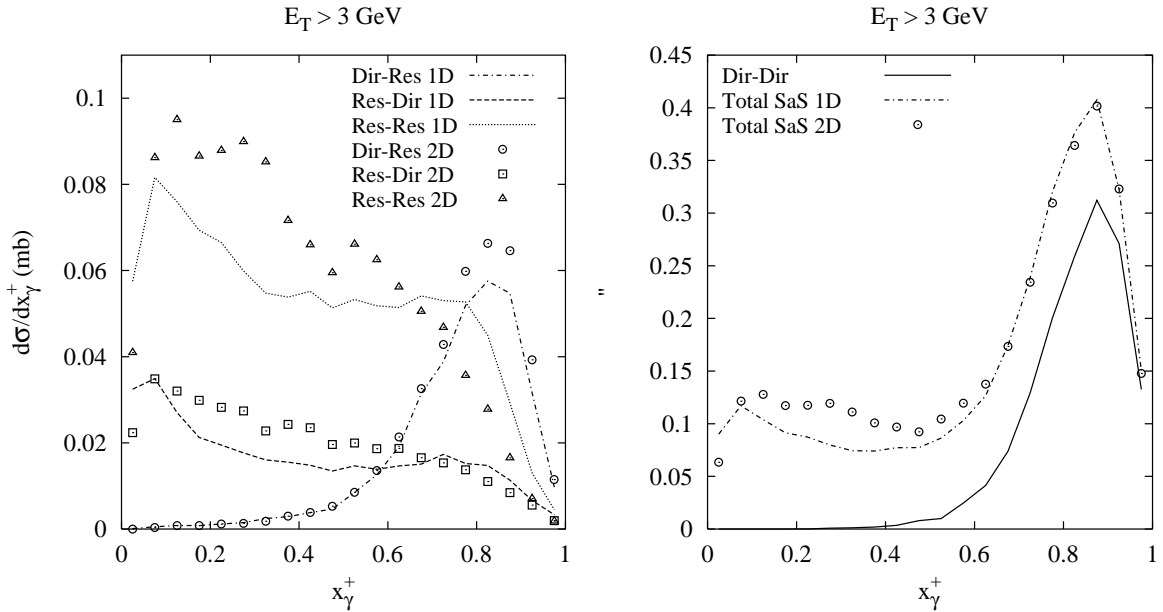 E_T > 3 GeV
dσ/dx_γ^+ (mb)
0.1
0.08
0.06
0.04
0.02
0
Dir-Res 1D
Res-Dir 1D
Res-Res 1D
Dir-Res 2D
Res-Dir 2D
Res-Res 2D
0 0.2 0.4 0.6 0.8 1
x_γ^+
E_T > 3 GeV
"
0.45
0.4
0.35
0.3
0.25
0.2
0.15
0.1
0.05
0
Dir-Dir
Total SaS 1D
Total SaS 2D
0 0.2 0.4 0.6 0.8 1
x_γ^+